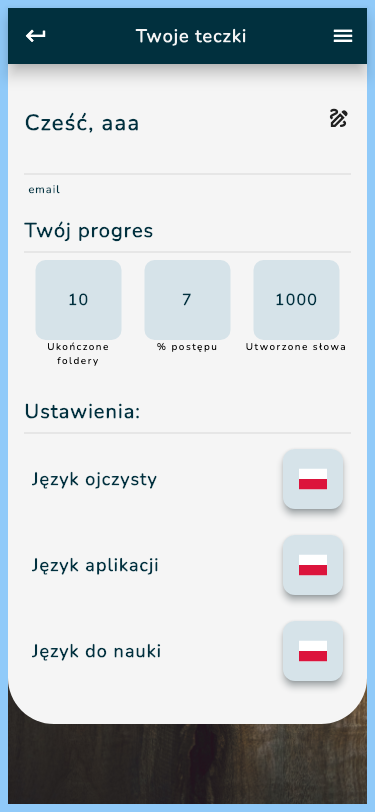 Twoje teczki
Cześć, aaa
email
Twój progres
10
7
1000
Ukończone
foldery
% postępu
Utworzone słowa
Ustawienia:
Język ojczysty
Język aplikacji
Język do nauki